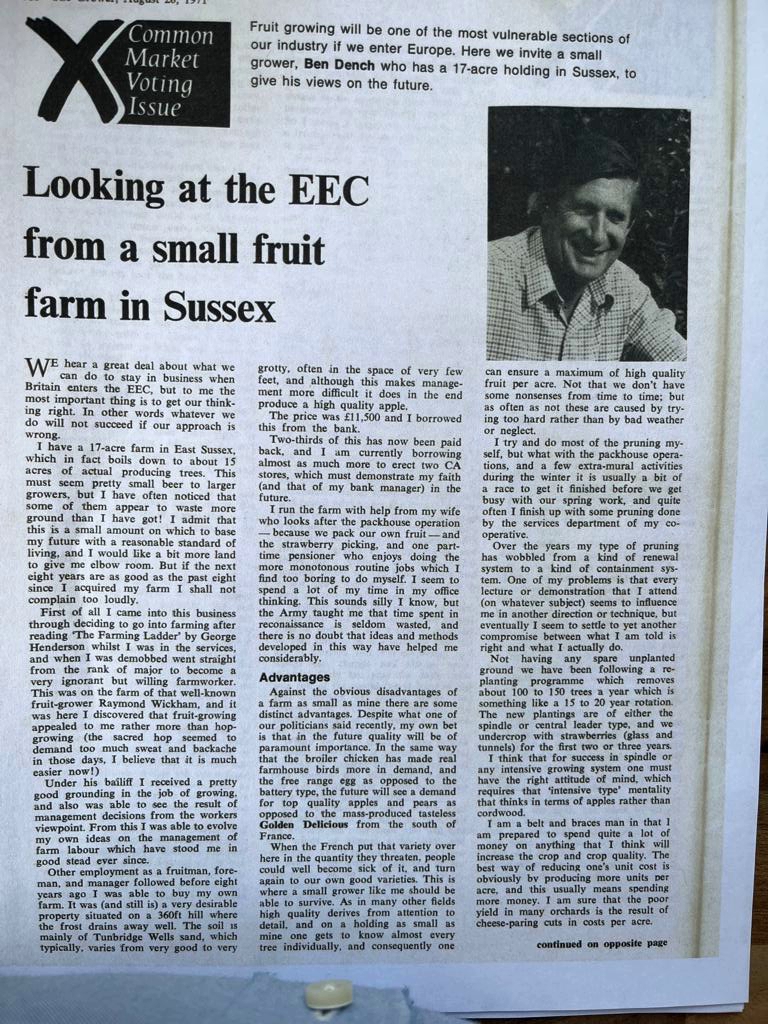 The Grower, August 28, 1971
Common
Market
Voting
Issue
Fruit growing will be one of the most vulnerable sections of
our industry if we enter Europe. Here we invite a small
grower, Ben Dench who has a 17-acre holding in Sussex, to
give his views on the future.
Looking at the EEC
from a small fruit
farm in Sussex
WE hear a great deal about what we
can do to stay in business when
Britain enters the EEC, but to me the
most important thing is to get our think-
ing right. In other words whatever we
do will not succeed if our approach is
wrong.
I have a 17-acre farm in East Sussex,
which in fact boils down to about 15
acres of actual producing trees. This
must seem pretty small beer to larger
growers, but I have often noticed that
some of them appear to waste more
ground than I have got! I admit that
this is a small amount on which to base
my future with a reasonable standard of
living, and I would like a bit more land
to give me elbow room. But if the next
eight years are as good as the past eight
since I acquired my farm I shall not
complain too loudly.
First of all I came into this business
through deciding to go into farming after
reading 'The Farming Ladder' by George
Henderson whilst I was in the services,
and when I was demobbed went straight
from the rank of major to become a
very ignorant but willing farmworker.
This was on the farm of that well-known
fruit-grower Raymond Wickham, and it
was here I discovered that fruit-growing
appealed to me rather more than hop-
growing (the sacred hop seemed to
demand too much sweat and backache
in those days, I believe that it is much
easier now!)
Under his bailiff I received a pretty
good grounding in the job of growing,
and also was able to see the result of
management decisions from the workers
viewpoint. From this I was able to evolve
my own ideas on the management of
farm labour which have stood me in
good stead ever since.
Other employment as a fruitman, fore-
man, and manager followed before eight
years ago I was able to buy my own
farm. It was (and still is) a very desirable
property situated on a 360ft hill where
the frost drains away well. The soil is
mainly of Tunbridge Wells sand, which
typically, varies from very good to very
grotty, often in the space of very few
feet, and although this makes manage-
ment more difficult it does in the end
produce a high quality apple.
The price was £11,500 and I borrowed
this from the bank.
Two-thirds of this has now been paid
back, and I am currently borrowing
almost as much more to erect two CA
stores, which must demonstrate my faith
(and that of my bank manager) in the
future.
I run the farm with help from my wife
who looks after the packhouse operation
— because we pack our own fruit — and
the strawberry picking, and one part-
time pensioner who enjoys doing the
more monotonous routine jobs which I
find too boring to do myself. I seem to
spend a lot of my time in my office
thinking. This sounds silly I know, but
the Army taught me that time spent in
reconaissance is seldom wasted, and
there is no doubt that ideas and methods
developed in this way have helped me
considerably.
Advantages
Against the obvious disadvantages of
a farm as small as mine there are some
distinct advantages. Despite what one of
our politicians said recently, my own bet
is that in the future quality will be of
paramount importance. In the same way
that the broiler chicken has made real
farmhouse birds more in demand, and
the free range egg as opposed to the
battery type, the future will see a demand
for top quality apples and pears as
opposed to the mass-produced tasteless
Golden Delicious from the south of
France.
When the French put that variety over
here in the quantity they threaten, people
could well become sick of it, and turn
again to our own good varieties. This is
where a small grower like me should be
able to survive. As in many other fields
high quality derives from attention to
detail, and on a holding as small as
mine one gets to know almost every
tree individually, and consequently one
can ensure a maximum of high quality
fruit per acre. Not that we don't have
some nonsenses from time to time; but
as often as not these are caused by try-
ing too hard rather than by bad weather
or neglect.
I try and do most of the pruning my-
self, but what with the packhouse opera-
tions, and a few extra-mural activities
during the winter it is usually a bit of
a race to get it finished before we get
busy with our spring work, and quite
often I finish up with some pruning done
by the services department of my co-
operative.
Over the years my type of pruning
has wobbled from a kind of renewal
system to a kind of containment sys-
tem. One of my problems is that every
lecture or demonstration that I attend
(on whatever subject) seems to influence
me in another direction or technique, but
eventually I seem to settle to yet another
compromise between what I am told is
right and what I actually do.
Not having any spare unplanted
ground we have been following a re-
planting programme which removes
about 100 to 150 trees a year which is
something like a 15 to 20 year rotation.
The new plantings are of either the
spindle or central leader type, and we
undercrop with strawberries (glass and
tunnels) for the first two or three years.
I think that for success in spindle or
any intensive growing system one must
have the right attitude of mind, which
requires that 'intensive type' mentality
that thinks in terms of apples rather than
cordwood.
I am a belt and braces man in that I
am prepared to spend quite a lot of
money on anything that I think will
increase the crop and crop quality. The
best way of reducing one's unit cost is
obviously by producing more units per
acre, and this usually means spending
more money. I am sure that the poor
yield in many orchards is the result of
cheese-paring cuts in costs per acre.
continued on opposite page